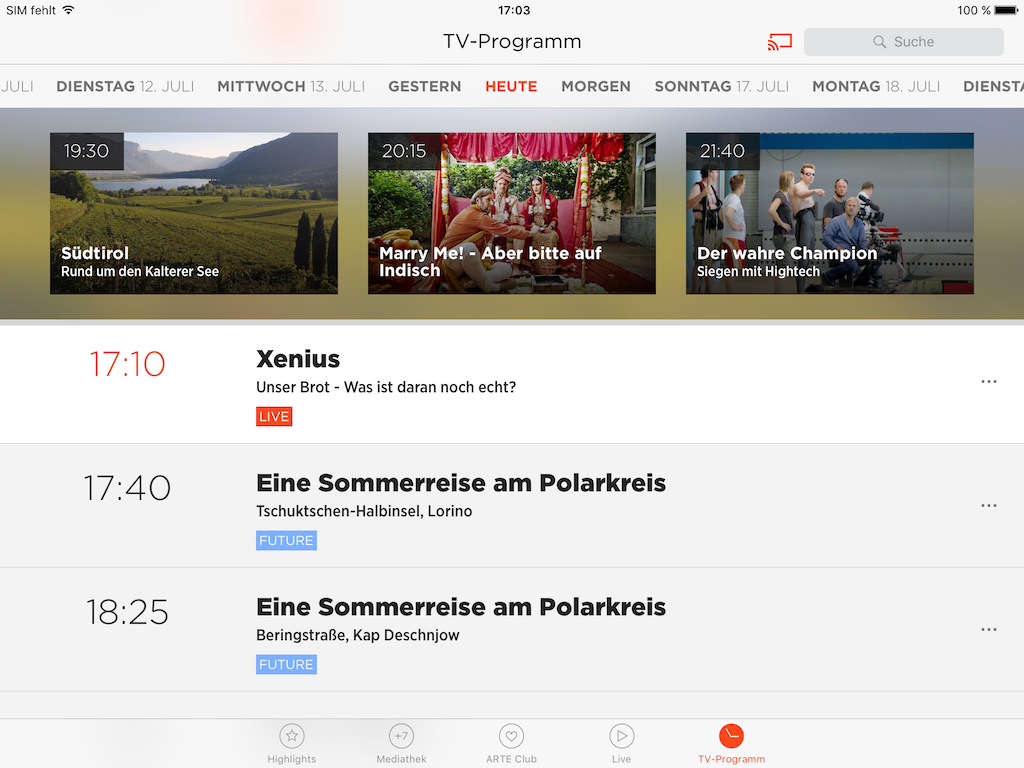 SIM fehlt 17:03 100 %
TV-Programm
Suche
JULI DIENSTAG 12. JULI MITTWOCH 13. JULI GESTERN HEUTE MORGEN SONNTAG 17. JULI MONTAG 18. JULI DIENSTA
19:30
Südtirol
Rund um den Kalterer See
20:15
Marry Me! - Aber bitte auf
Indisch
21:40
Der wahre Champion
Siegen mit Hightech
17:10
Xenius
Unser Brot - Was ist daran noch echt?
LIVE
17:40
Eine Sommerreise am Polarkreis
Tschuktschen-Halbinsel, Lorino
FUTURE
18:25
Eine Sommerreise am Polarkreis
Beringstraße, Kap Deschnjow
FUTURE
+7
Highlights Mediathek ARTE Club Live TV-Programm